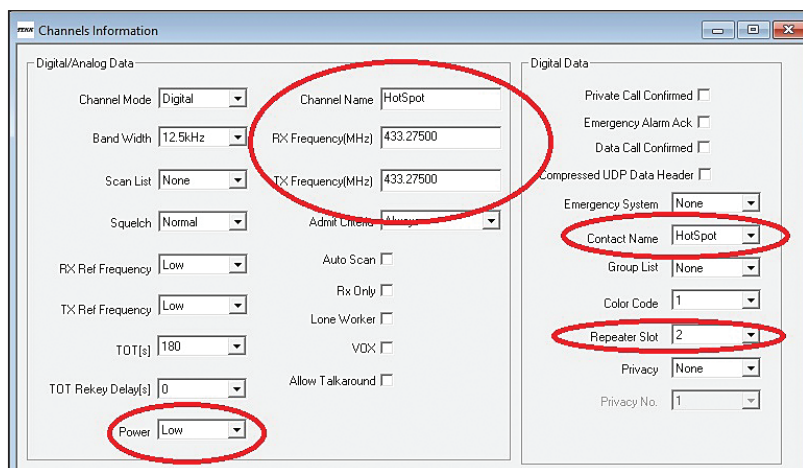 Channels Information
Digital/Analog Data
Channel Mode Digital
Band Width 12.5kHz
Scan List None
Squelch Normal
RX Ref Frequency Low
TX Ref Frequency Low
TOT[s] 180
TOT Rekey Delay[s] 0
Power Low
Channel Name HotSpot
RX Frequency(MHz) 433.27500
TX Frequency(MHz) 433.27500
Admit Criteria Always
Auto Scan
Rx Only
Lone Worker
VOX
Allow Talkaround
Digital Data
Private Call Confirmed
Emergency Alarm Ack
Data Call Confirmed
Compressed UDP Data Header
Emergency System None
Contact Name HotSpot
Group List None
Color Code 1
Repeater Slot 2
Privacy None
Privacy No. 1